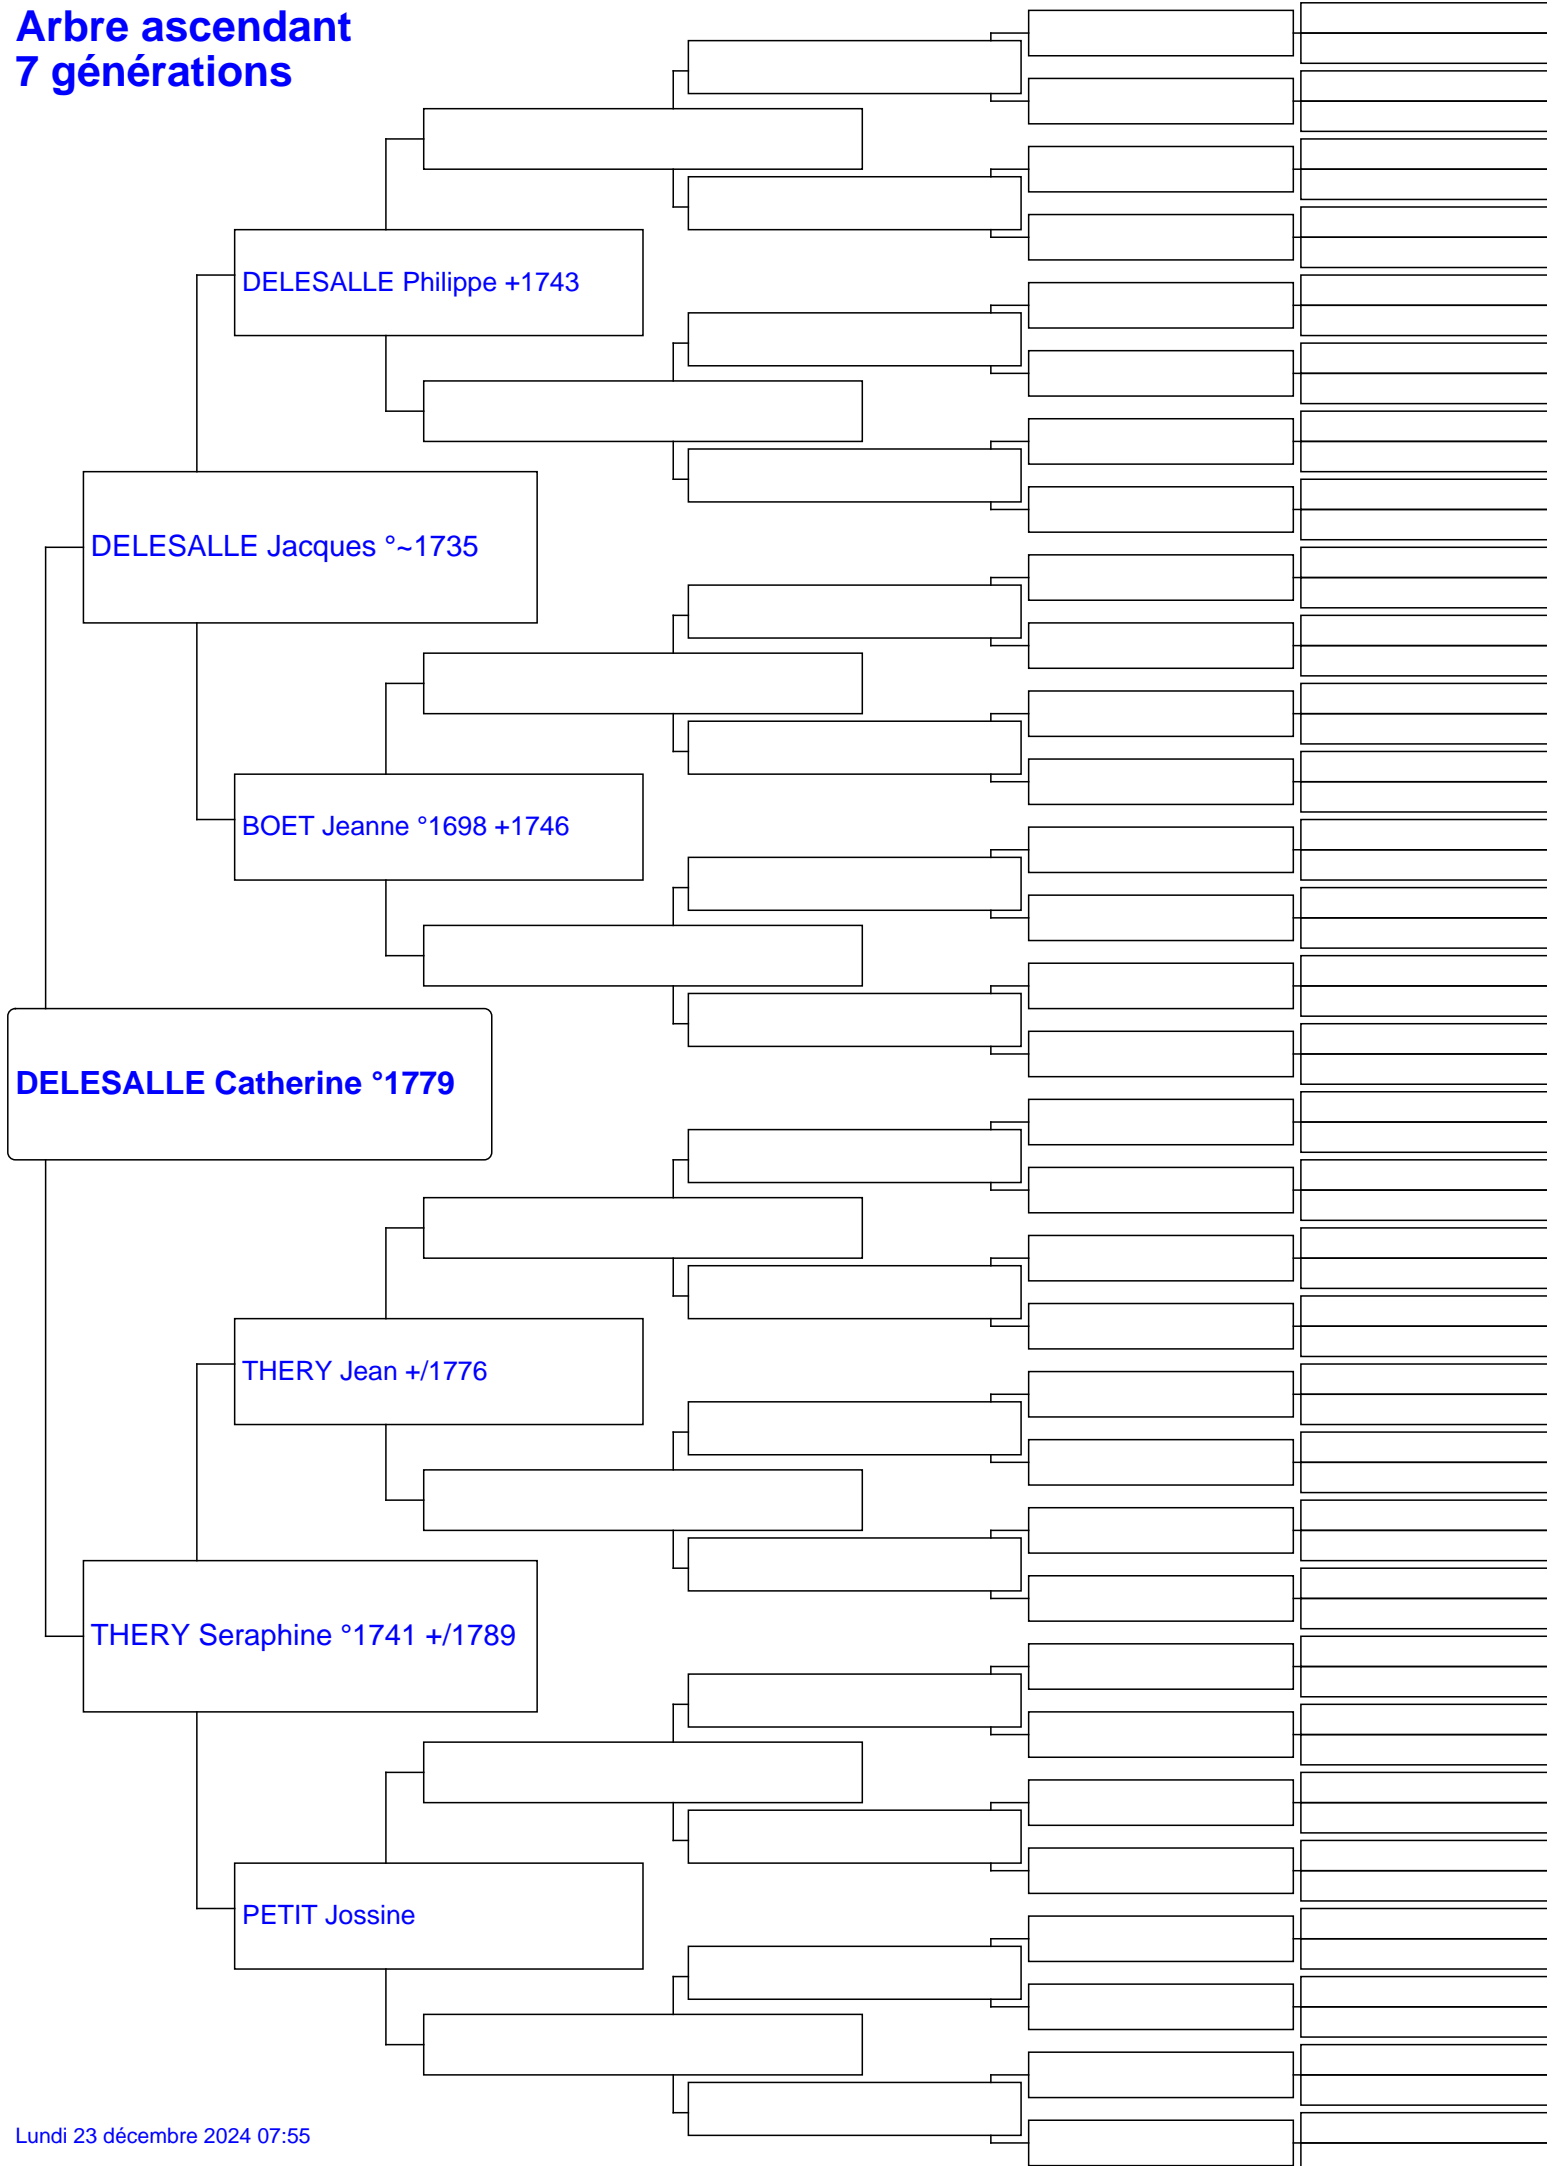 Arbre ascendant
7 générations
DELESALLE Philippe +1743
DELESALLE Jacques °~1735
BOET Jeanne °1698 +1746
DELESALLE Catherine °1779
THERY Jean +/1776
THERY Seraphine °1741 +/1789
PETIT Jossine
Lundi 23 décembre 2024 07:55